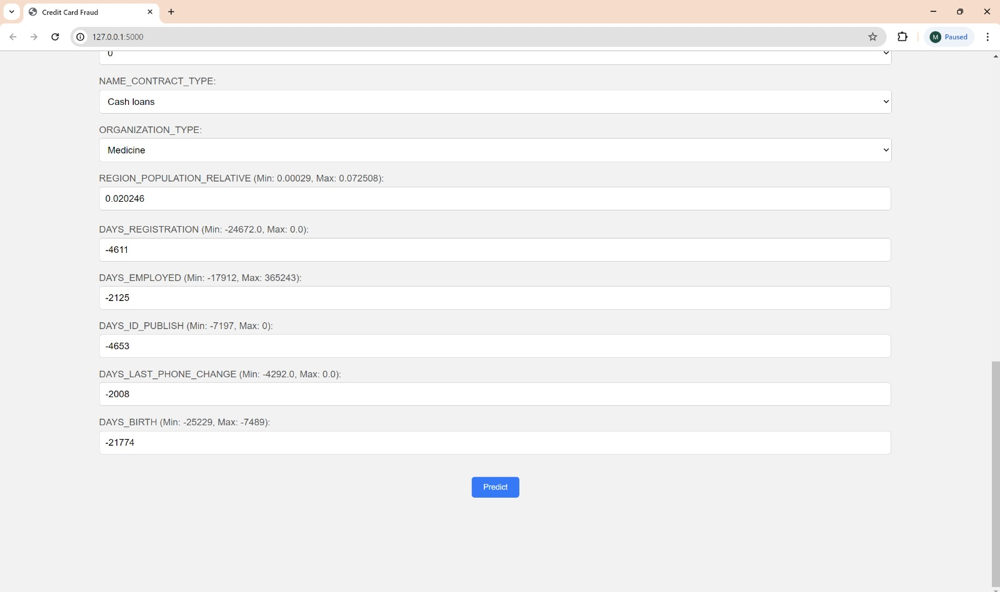 Credit Card Fraud
127.0.0.1:5000
M Paused
0
NAME_CONTRACT_TYPE:
Cash loans
ORGANIZATION_TYPE:
Medicine
REGION_POPULATION_RELATIVE (Min: 0.00029, Max: 0.072508):
0.020246
DAYS_REGISTRATION (Min: -24672.0, Max: 0.0):
-4611
DAYS_EMPLOYED (Min: -17912, Max: 365243):
-2125
DAYS_ID_PUBLISH (Min: -7197, Max: 0):
-4653
DAYS_LAST_PHONE_CHANGE (Min: -4292.0, Max: 0.0):
-2008
DAYS_BIRTH (Min: -25229, Max: -7489):
-21774
Predict